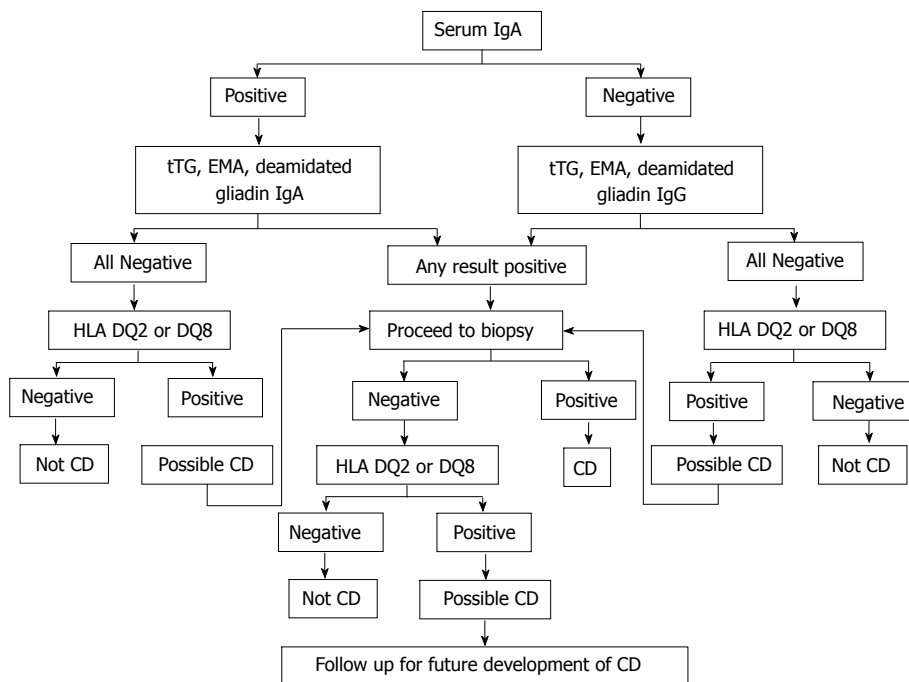 Serum IgA
Positive
Negative
tTG, EMA, deamidated
gliadin IgA
tTG, EMA, deamidated
gliadin IgG
All Negative
Any result positive
All Negative
HLA DQ2 or DQ8
Proceed to biopsy
HLA DQ2 or DQ8
Negative
Positive
Negative
Positive
Positive
Negative
Not CD
Possible CD
HLA DQ2 or DQ8
CD
Possible CD
Not CD
Negative
Positive
Not CD
Possible CD
Follow up for future development of CD